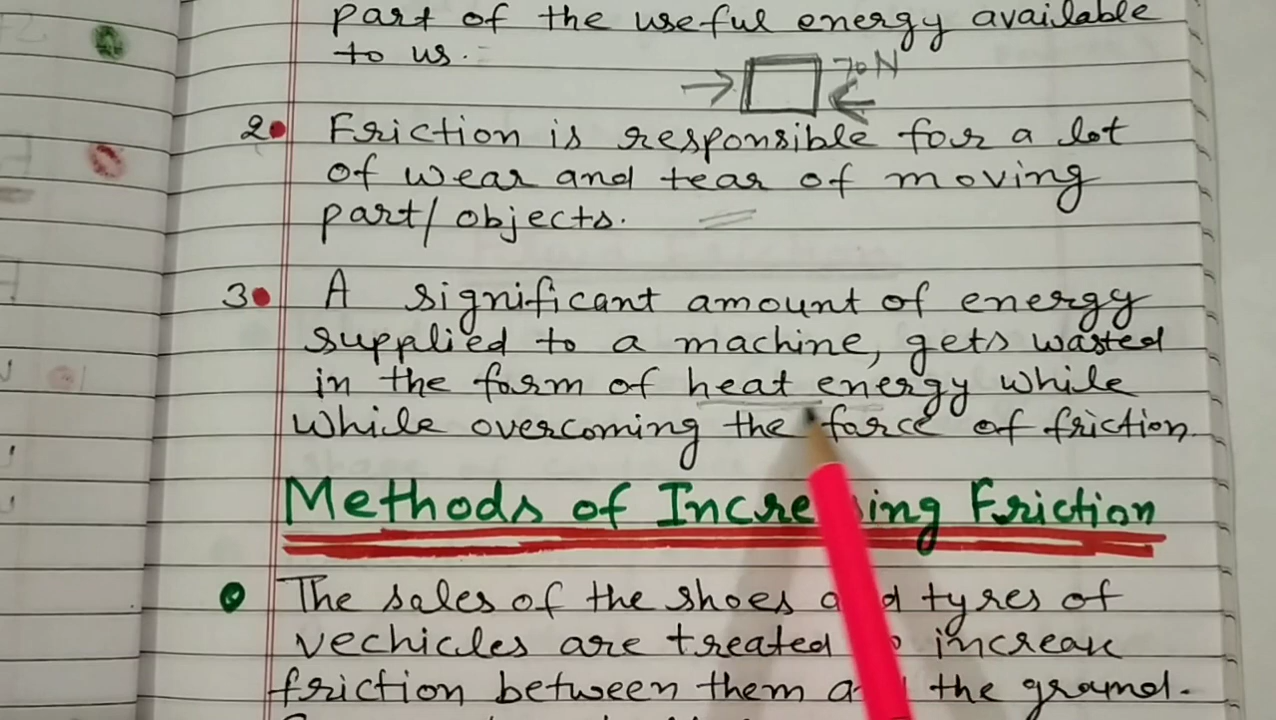 part of the useful energy available
to us.
70N
2. Friction is responsible for a lot
of wear and tear of moving
part/objects.
3. A significant amount of energy
supplied to a machine, gets wasted
in the form of heat energy while
while overcoming the force of friction
Methods of Incre ing Friction
The sales of the shoes a d tyres of
vechicles are treated increase
friction between them a the ground.